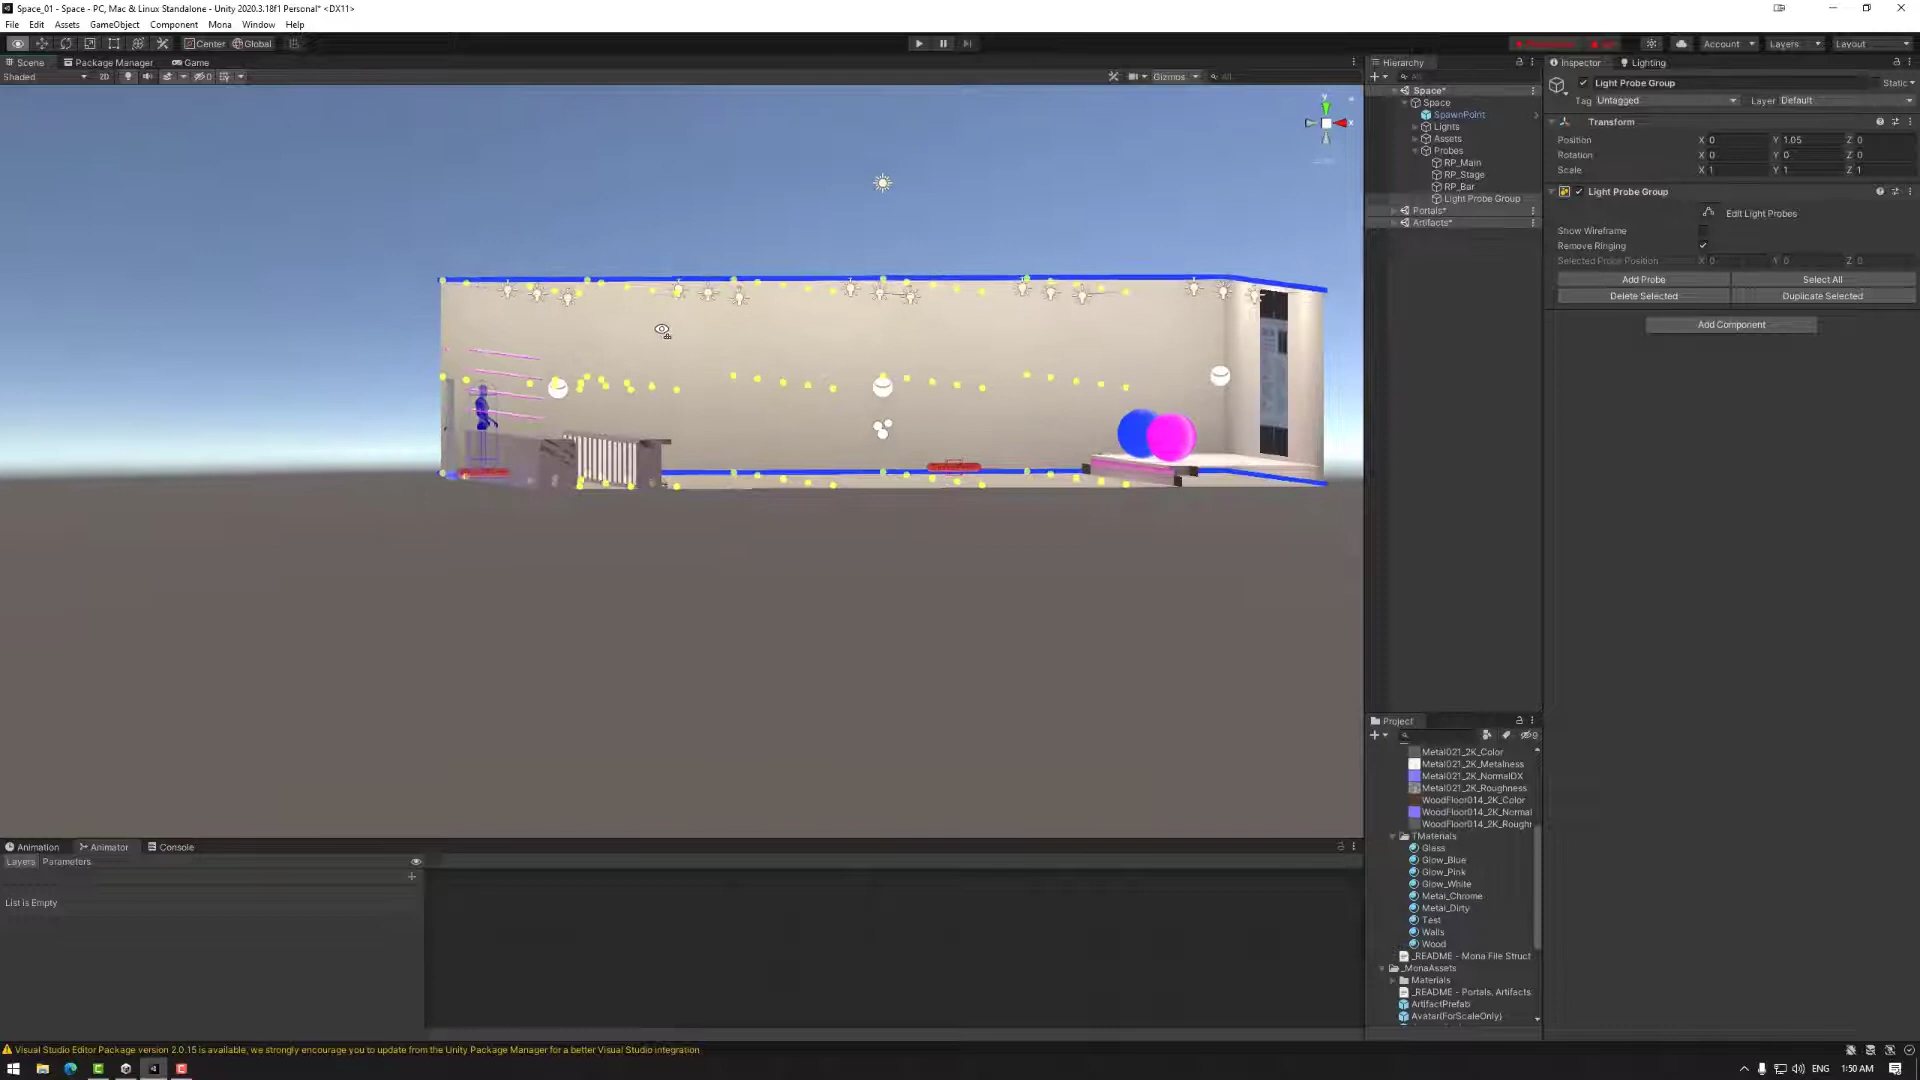 Space_01 - Space - PC, Mac & Linux Standalone - Unity 2020.3.18f1 Personal* <DX11>
File Edit Assets GameObject Component Mona Window Help
Center Global
Account Layers Layout
Scene Package Manager Game
Shaded 2D Gizmos All
Hierarchy
All
Space*
Space
SpawnPoint
Lights
Assets
Probes
RP_Main
RP_Stage
RP_Bar
Light Probe Group
Portals*
Artifacts*
Inspector Lighting
Light Probe Group Static
Tag Untagged Layer Default
Transform
Position X 0 Y 1.05 Z 0
Rotation X 0 Y 0 Z 0
Scale X 1 Y 1 Z 1
Light Probe Group
Edit Light Probes
Show Wireframe
Remove Ringing
Selected Probe Position X 0 Y 0 Z 0
Add Probe Select All
Delete Selected Duplicate Selected
Add Component
Project
Metal021_2K_Color
Metal021_2K_Metalness
Metal021_2K_NormalDX
Metal021_2K_Roughness
WoodFloor014_2K_Color
WoodFloor014_2K_Normal
WoodFloor014_2K_Roughr
TMaterials
Glass
Glow_Blue
Glow_Pink
Glow_White
Metal_Chrome
Metal_Dirty
Test
Walls
Wood
_README - Mona File Struct
_MonaAssets
Materials
_README - Portals, Artifacts
ArtifactPrefab
Avatar(ForScaleOnly)
Animation Animator Console
Layers Parameters
List is Empty
Visual Studio Editor Package version 2.0.15 is available, we strongly encourage you to update from the Unity Package Manager for a better Visual Studio integration
ENG 1:50 AM